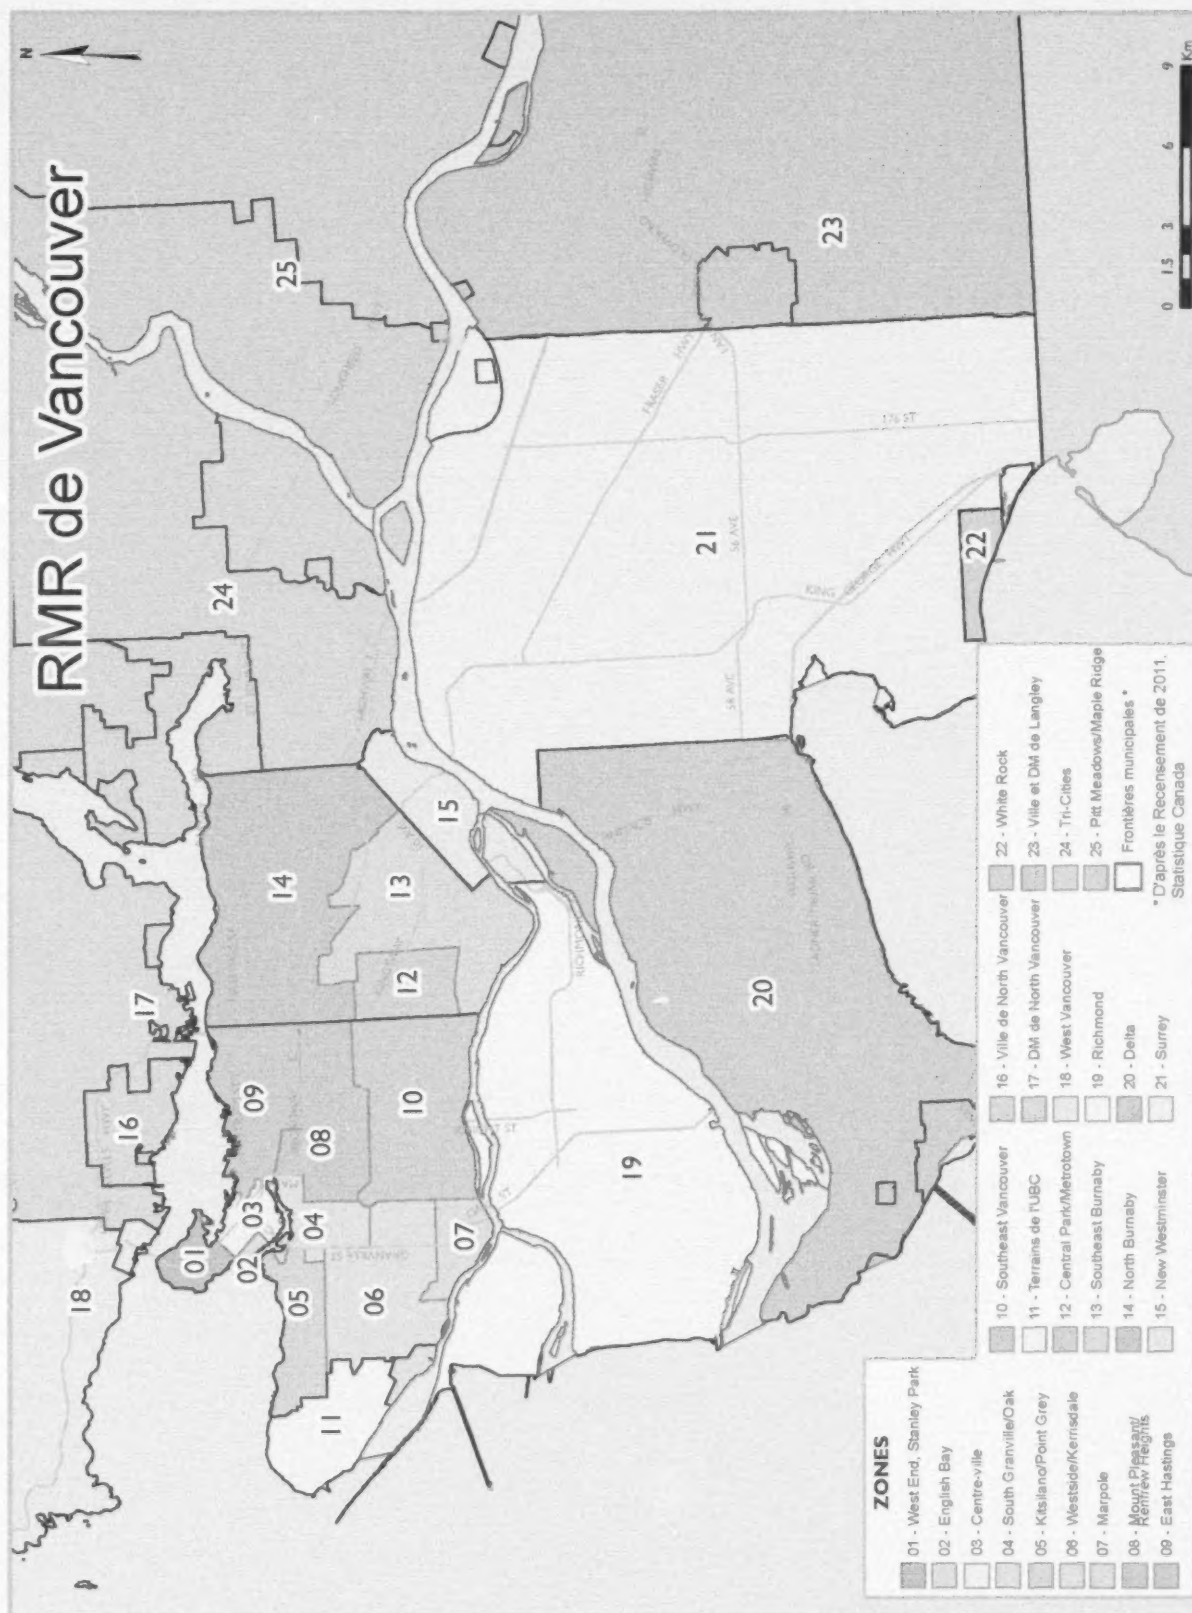 RMR de Vancouver
N
18
16
17
01
02
03
04
05
06
07
08
09
10
11
12
13
14
15
19
20
21
22
23
24
25
GRANVILLE ST
FRASER HWY
176 ST
56 AVE
58 AVE
KING GEORGE HWY
0 1.5 3 6 9
Km
ZONES
01 - West End, Stanley Park
02 - English Bay
03 - Centre-ville
04 - South Granville/Oak
05 - Kitsilano/Point Grey
06 - Westside/Kerrisdale
07 - Marpole
08 - Mount Pleasant/
Renfrew Heights
09 - East Hastings
10 - Southeast Vancouver
11 - Terrains de l'UBC
12 - Central Park/Metrotown
13 - Southeast Burnaby
14 - North Burnaby
15 - New Westminster
16 - Ville de North Vancouver
17 - DM de North Vancouver
18 - West Vancouver
19 - Richmond
20 - Delta
21 - Surrey
22 - White Rock
23 - Ville et DM de Langley
24 - Tri-Cities
25 - Pitt Meadows/Maple Ridge
Frontières municipales *
* D'après le Recensement de 2011,
Statistique Canada